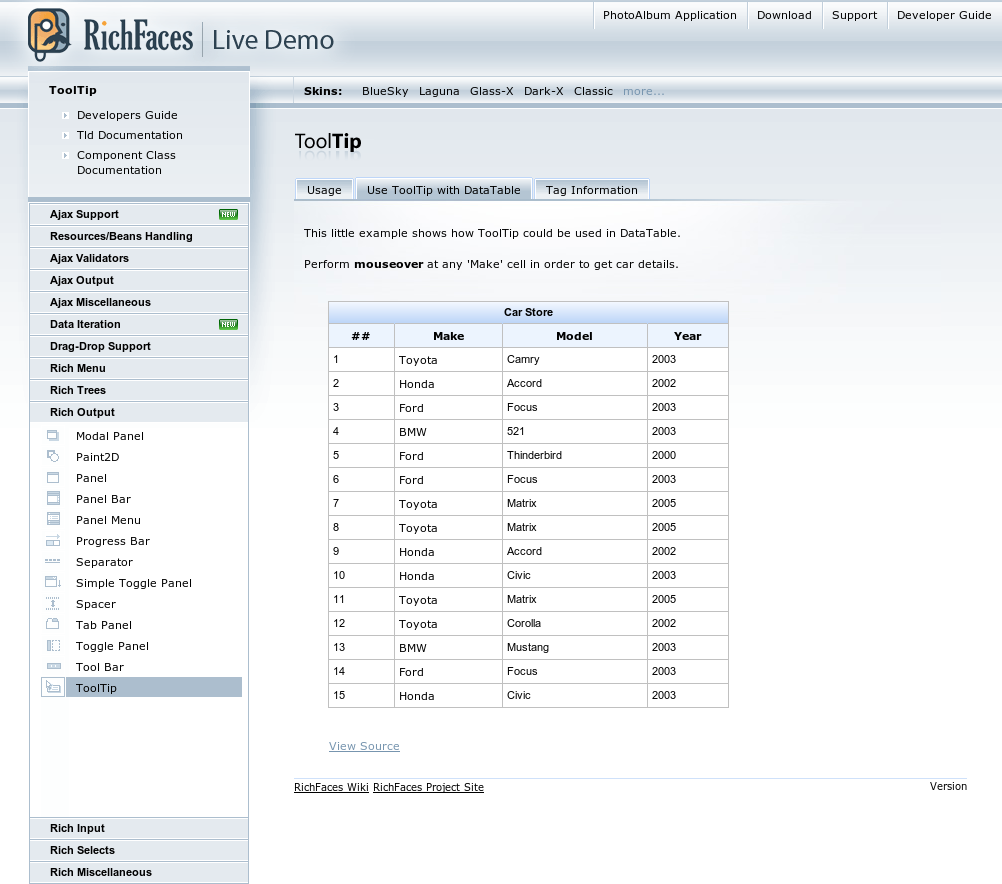 PhotoAlbum Application Download Support Developer Guide
RichFaces Live Demo
Skins: BlueSky Laguna Glass-X Dark-X Classic more...
ToolTip
Developers Guide
Tld Documentation
Component Class
Documentation
Ajax Support NEW
Resources/Beans Handling
Ajax Validators
Ajax Output
Ajax Miscellaneous
Data Iteration NEW
Drag-Drop Support
Rich Menu
Rich Trees
Rich Output
Modal Panel
Paint2D
Panel
Panel Bar
Panel Menu
Progress Bar
Separator
Simple Toggle Panel
Spacer
Tab Panel
Toggle Panel
Tool Bar
ToolTip
Rich Input
Rich Selects
Rich Miscellaneous
ToolTip
Usage Use ToolTip with DataTable Tag Information
This little example shows how ToolTip could be used in DataTable.
Perform mouseover at any 'Make' cell in order to get car details.
Car Store
## Make Model Year
1 Toyota Camry 2003
2 Honda Accord 2002
3 Ford Focus 2003
4 BMW 521 2003
5 Ford Thinderbird 2000
6 Ford Focus 2003
7 Toyota Matrix 2005
8 Toyota Matrix 2005
9 Honda Accord 2002
10 Honda Civic 2003
11 Toyota Matrix 2005
12 Toyota Corolla 2002
13 BMW Mustang 2003
14 Ford Focus 2003
15 Honda Civic 2003
View Source
RichFaces Wiki RichFaces Project Site Version